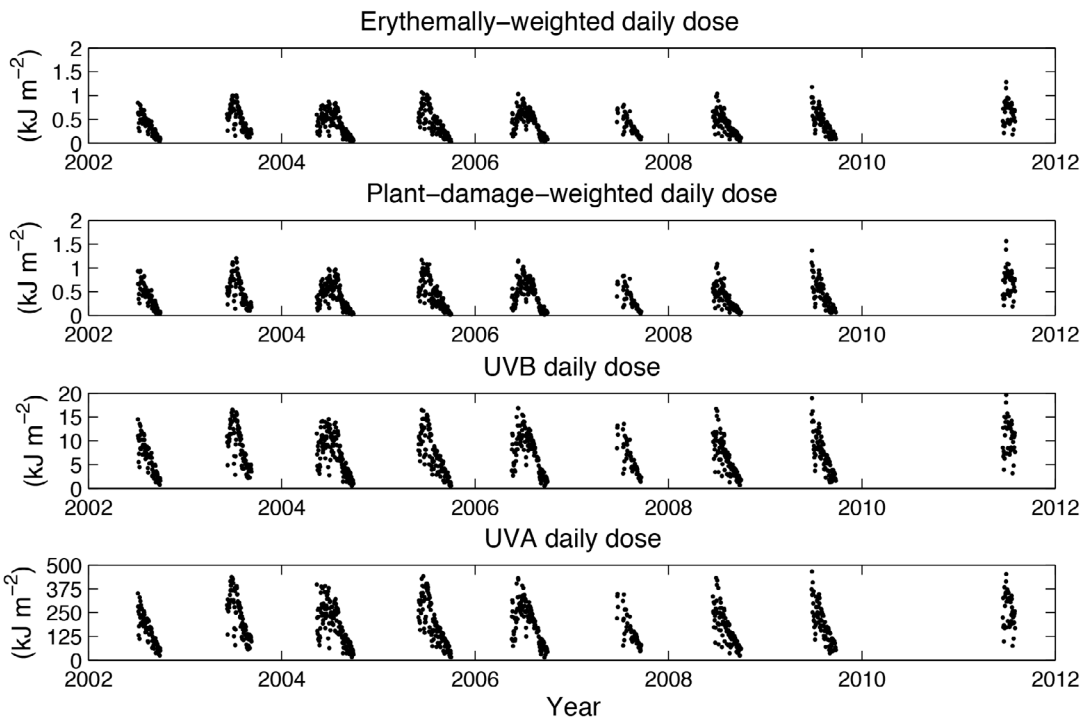 Erythemally−weighted daily dose
(kJ m−2)
2
1.5
1
0.5
0
2002 2004 2006 2008 2010 2012
Plant−damage−weighted daily dose
(kJ m−2)
2
1.5
1
0.5
0
2002 2004 2006 2008 2010 2012
UVB daily dose
(kJ m−2)
20
15
10
5
0
2002 2004 2006 2008 2010 2012
UVA daily dose
(kJ m−2)
500
375
250
125
0
2002 2004 2006 2008 2010 2012
Year